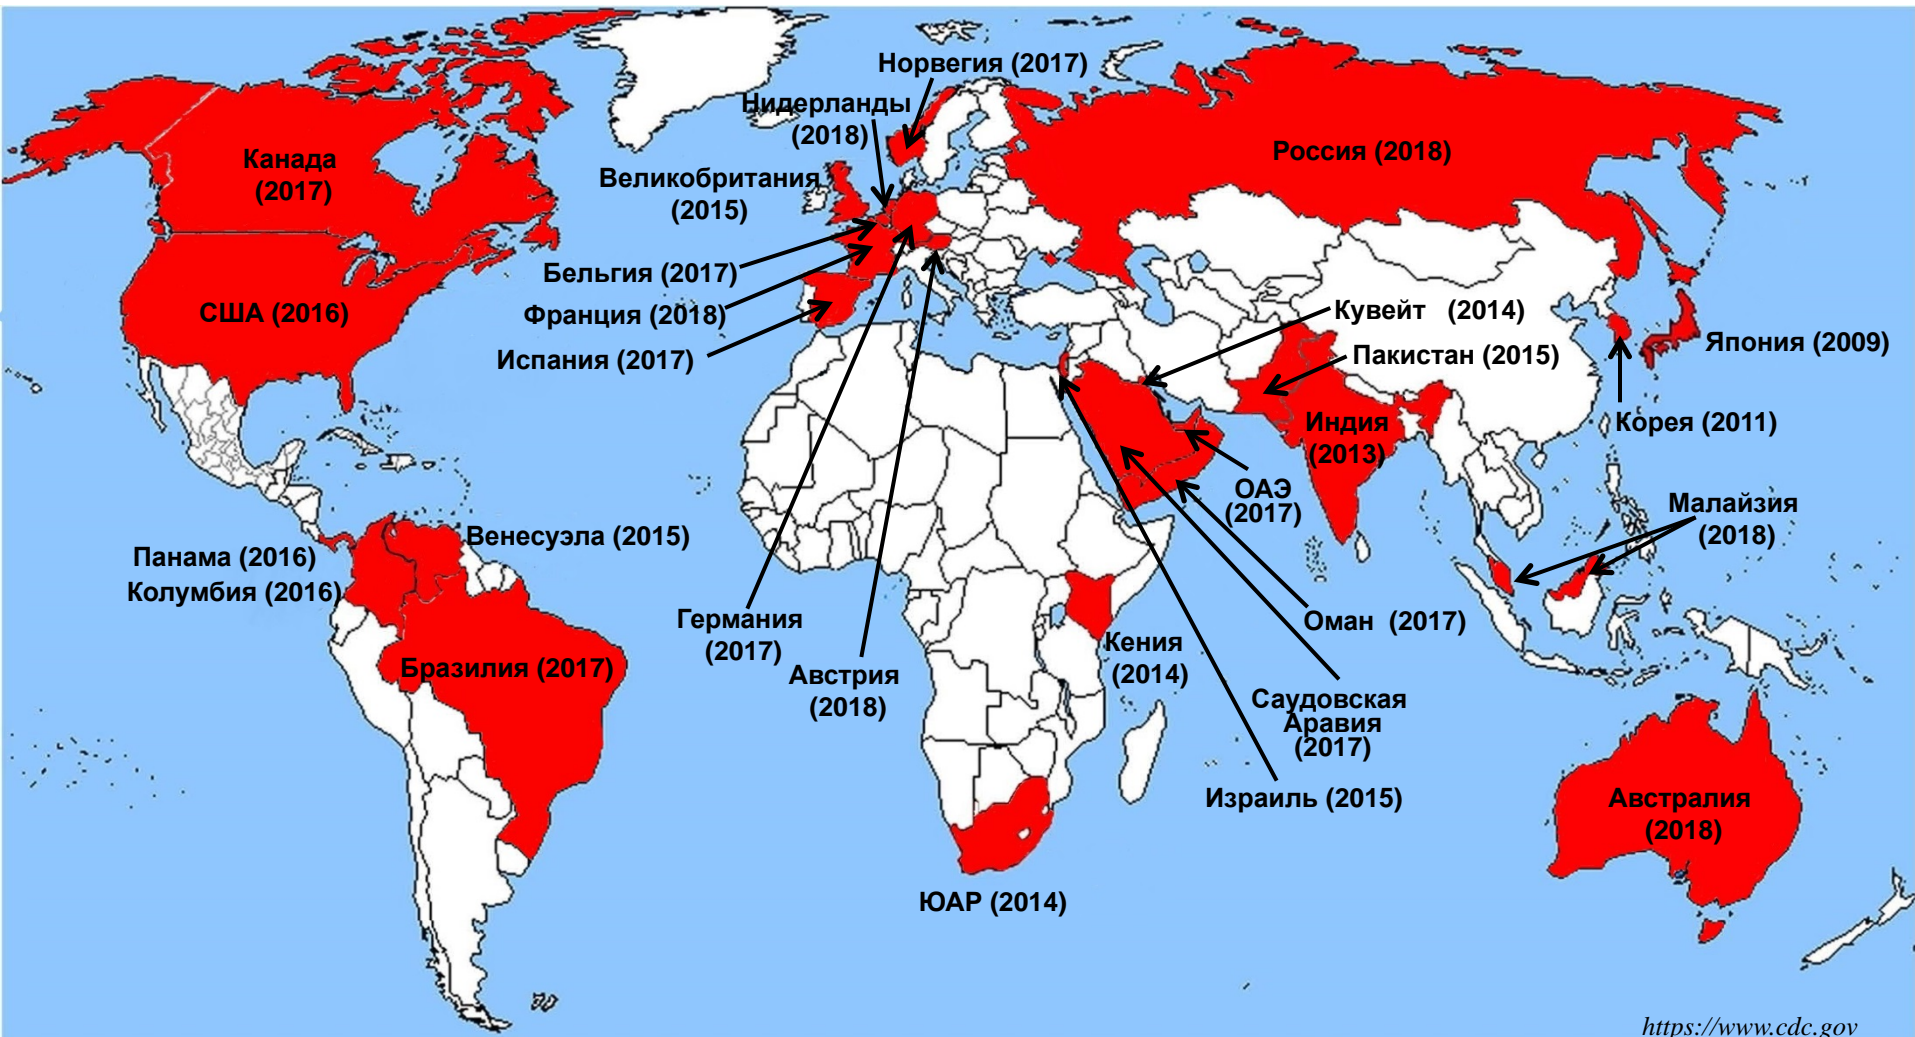 Норвегия (2017)
Нидерланды
(2018)
Канада
(2017)
Россия (2018)
Великобритания
(2015)
Бельгия (2017)
США (2016)
Франция (2018)
Испания (2017)
Кувейт (2014)
Пакистан (2015)
Япония (2009)
Индия
(2013)
Корея (2011)
ОАЭ
(2017)
Малайзия
(2018)
Венесуэла (2015)
Панама (2016)
Колумбия (2016)
Германия
(2017)
Оман (2017)
Кения
(2014)
Бразилия (2017)
Австрия
(2018)
Саудовская
Аравия
(2017)
Израиль (2015)
Австралия
(2018)
ЮАР (2014)
https://www.cdc.gov